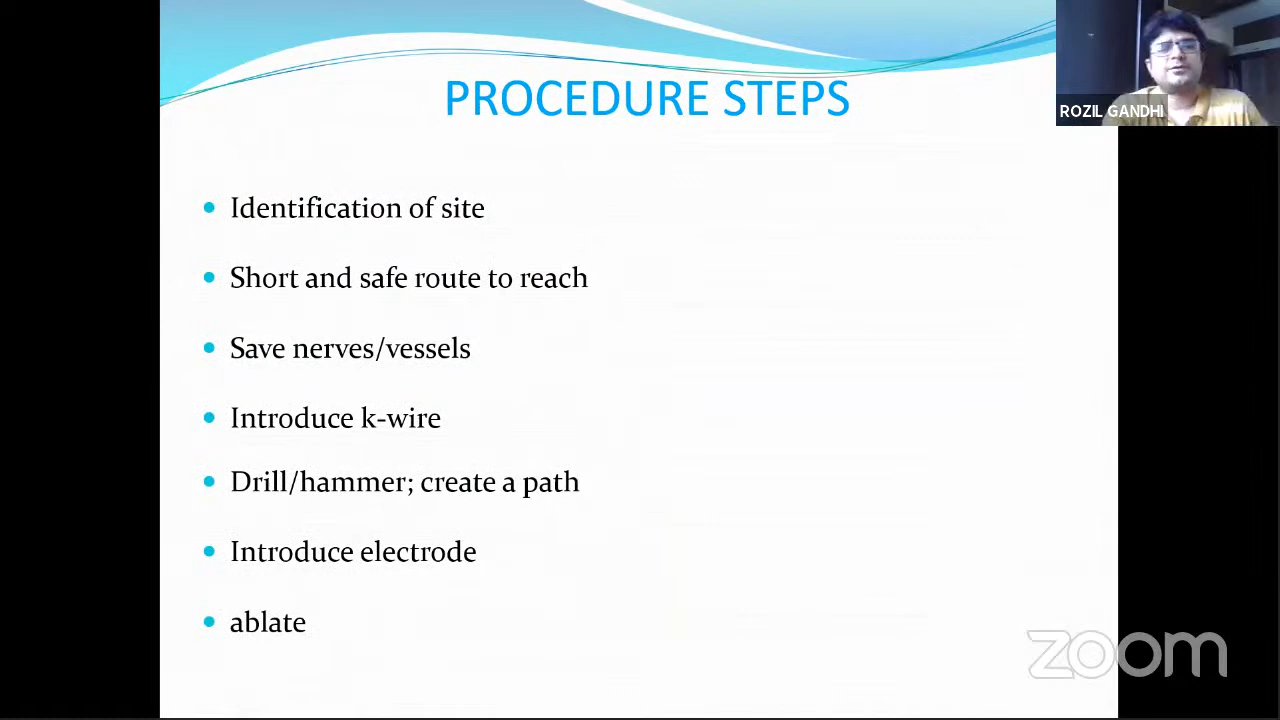 PROCEDURE STEPS
ROZIL GANDHI
• Identification of site
• Short and safe route to reach
• Save nerves/vessels
• Introduce k-wire
• Drill/hammer; create a path
• Introduce electrode
• ablate
zoom